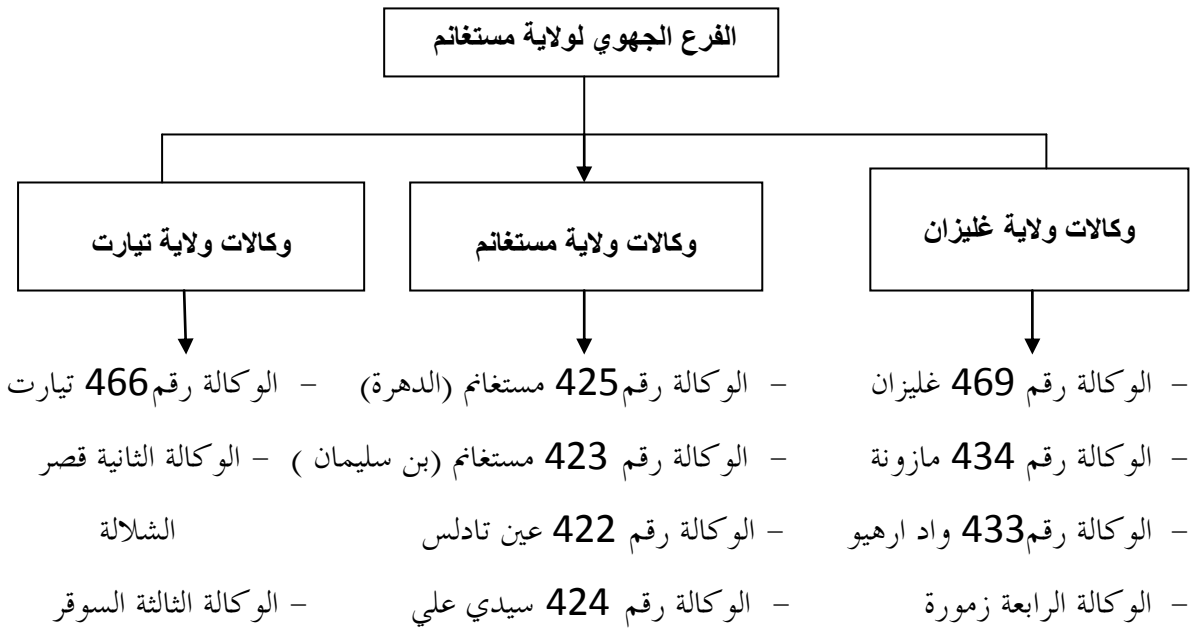 الفرع الجهوي لولاية مستغانم
وكالات ولاية غليزان
وكالات ولاية مستغانم
وكالات ولاية تيارت
- الوكالة رقم 469 غليزان
- الوكالة رقم 434 مازونة
- الوكالة رقم433 واد ارهيو
- الوكالة الرابعة زمورة
- الوكالة رقم425 مستغانم (الدهرة)
- الوكالة رقم 423 مستغانم (بن سليمان )
- الوكالة رقم 422 عين تادلس
- الوكالة رقم 424 سيدي علي
- الوكالة رقم466 تيارت
- الوكالة الثانية قصر
الشلالة
- الوكالة الثالثة السوقر